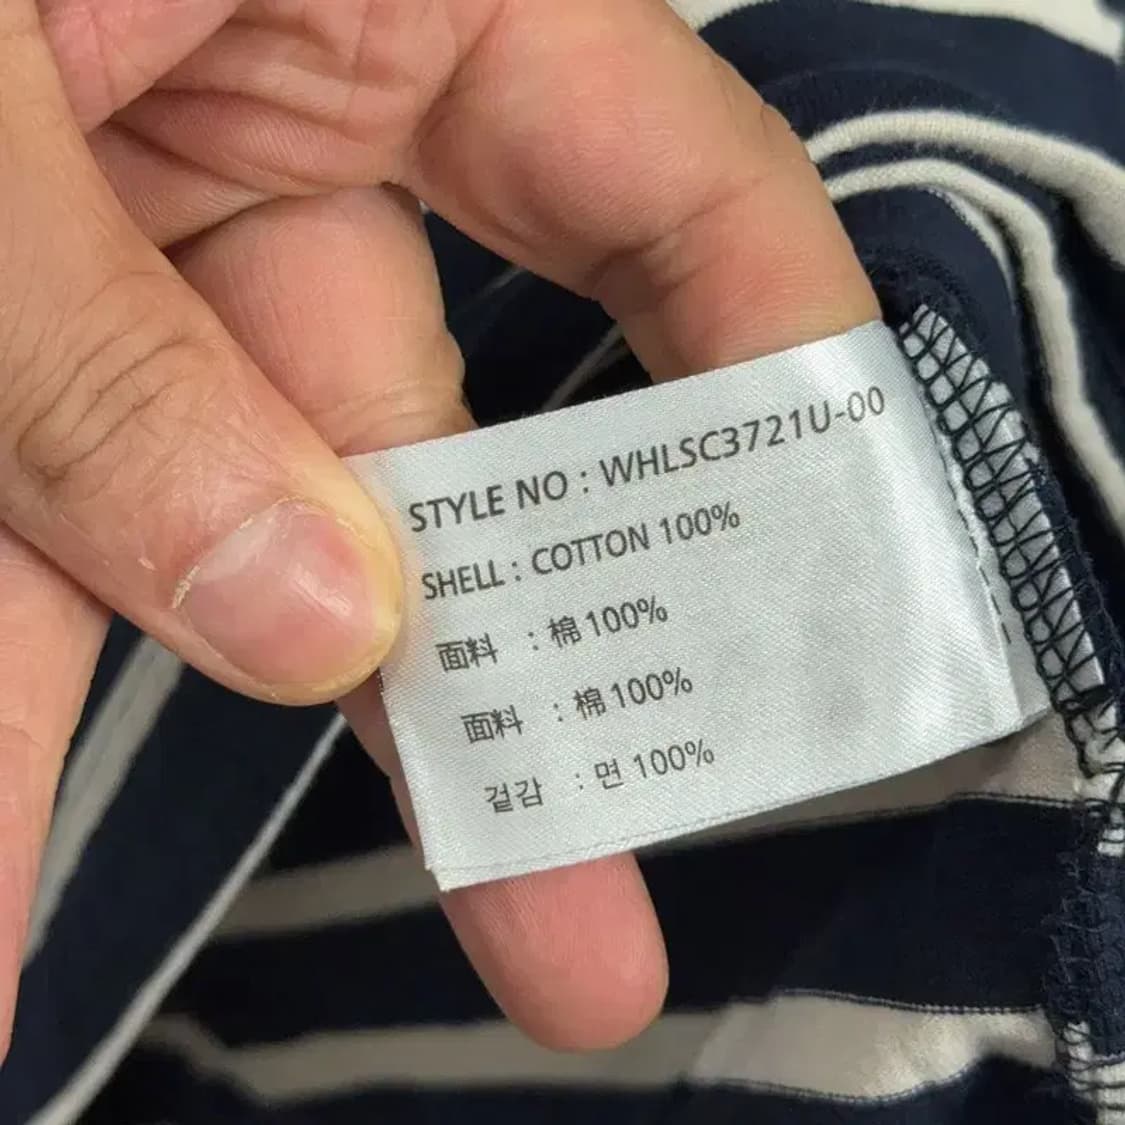 STYLE NO : WHLSC3721U-00
SHELL : COTTON 100%
面料 : 棉 100%
面料 : 棉 100%
겉감 : 면 100%